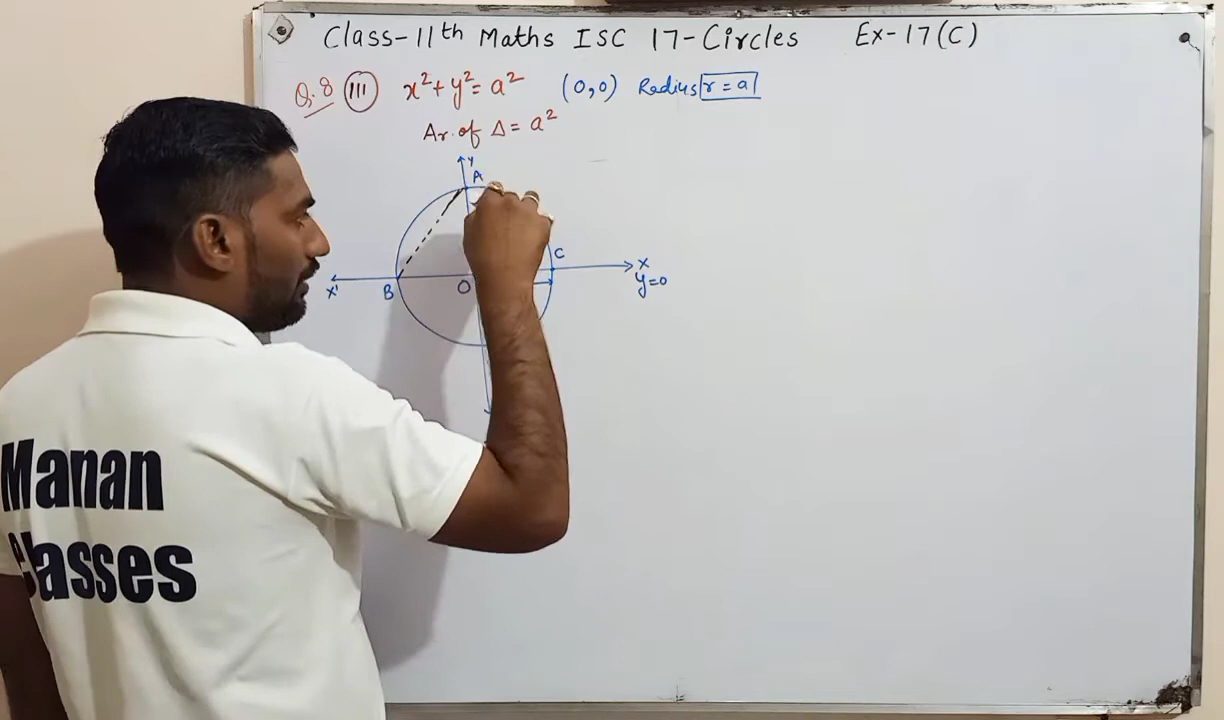 Class-11th Maths ISC 17-Circles Ex-17(C)
Q.8 (III) x²+y²=a² (0,0) Radius r=a
Ar. of Δ = a²
Y
A
C
X
X'
B
O
y=0
Manan
Classes